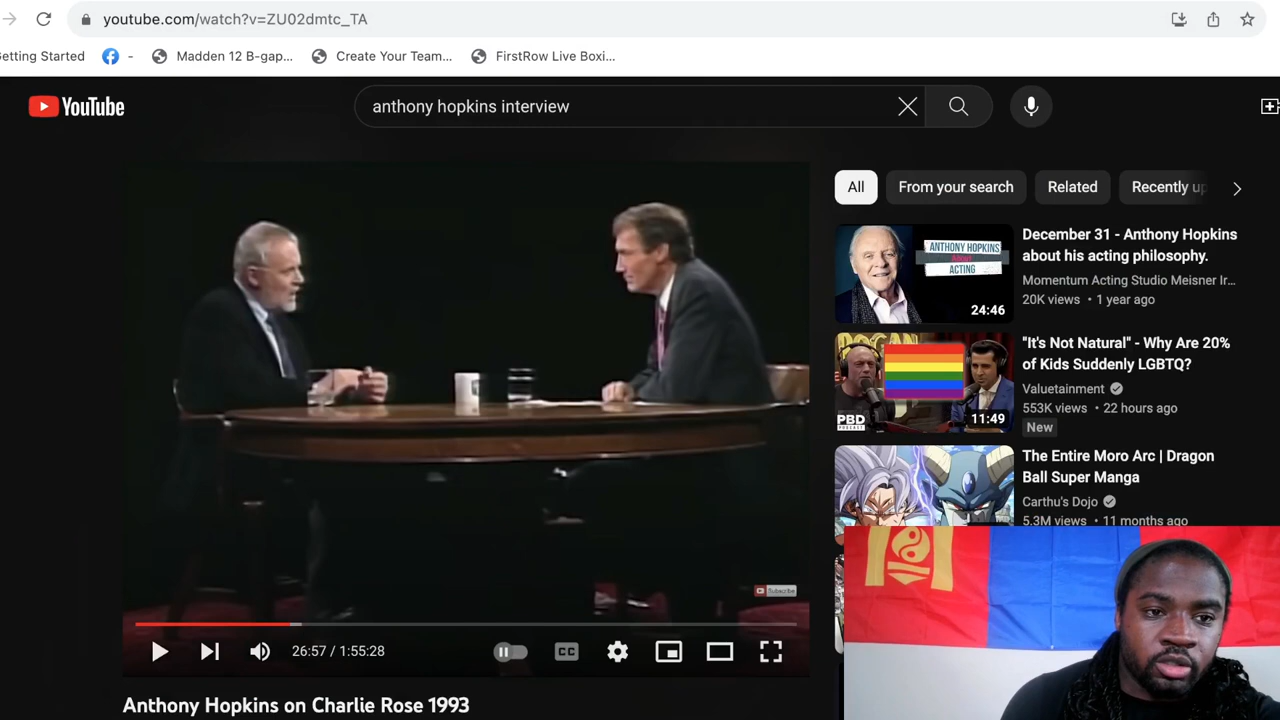 youtube.com/watch?v=ZU02dmtc_TA
etting Started
Madden 12 B-gap...
Create Your Team...
FirstRow Live Boxi...
YouTube
anthony hopkins interview
All
From your search
Related
Recently up
ANTHONY HOPKINS
About
ACTING
24:46
December 31 - Anthony Hopkins
about his acting philosophy.
Momentum Acting Studio Meisner Ir...
20K views • 1 year ago
PBD
PODCAST
11:49
"It's Not Natural" - Why Are 20%
of Kids Suddenly LGBTQ?
Valuetainment
553K views • 22 hours ago
New
The Entire Moro Arc | Dragon
Ball Super Manga
Carthu's Dojo
5.3M views • 11 months ago
Subscribe
26:57 / 1:55:28
CC
Anthony Hopkins on Charlie Rose 1993